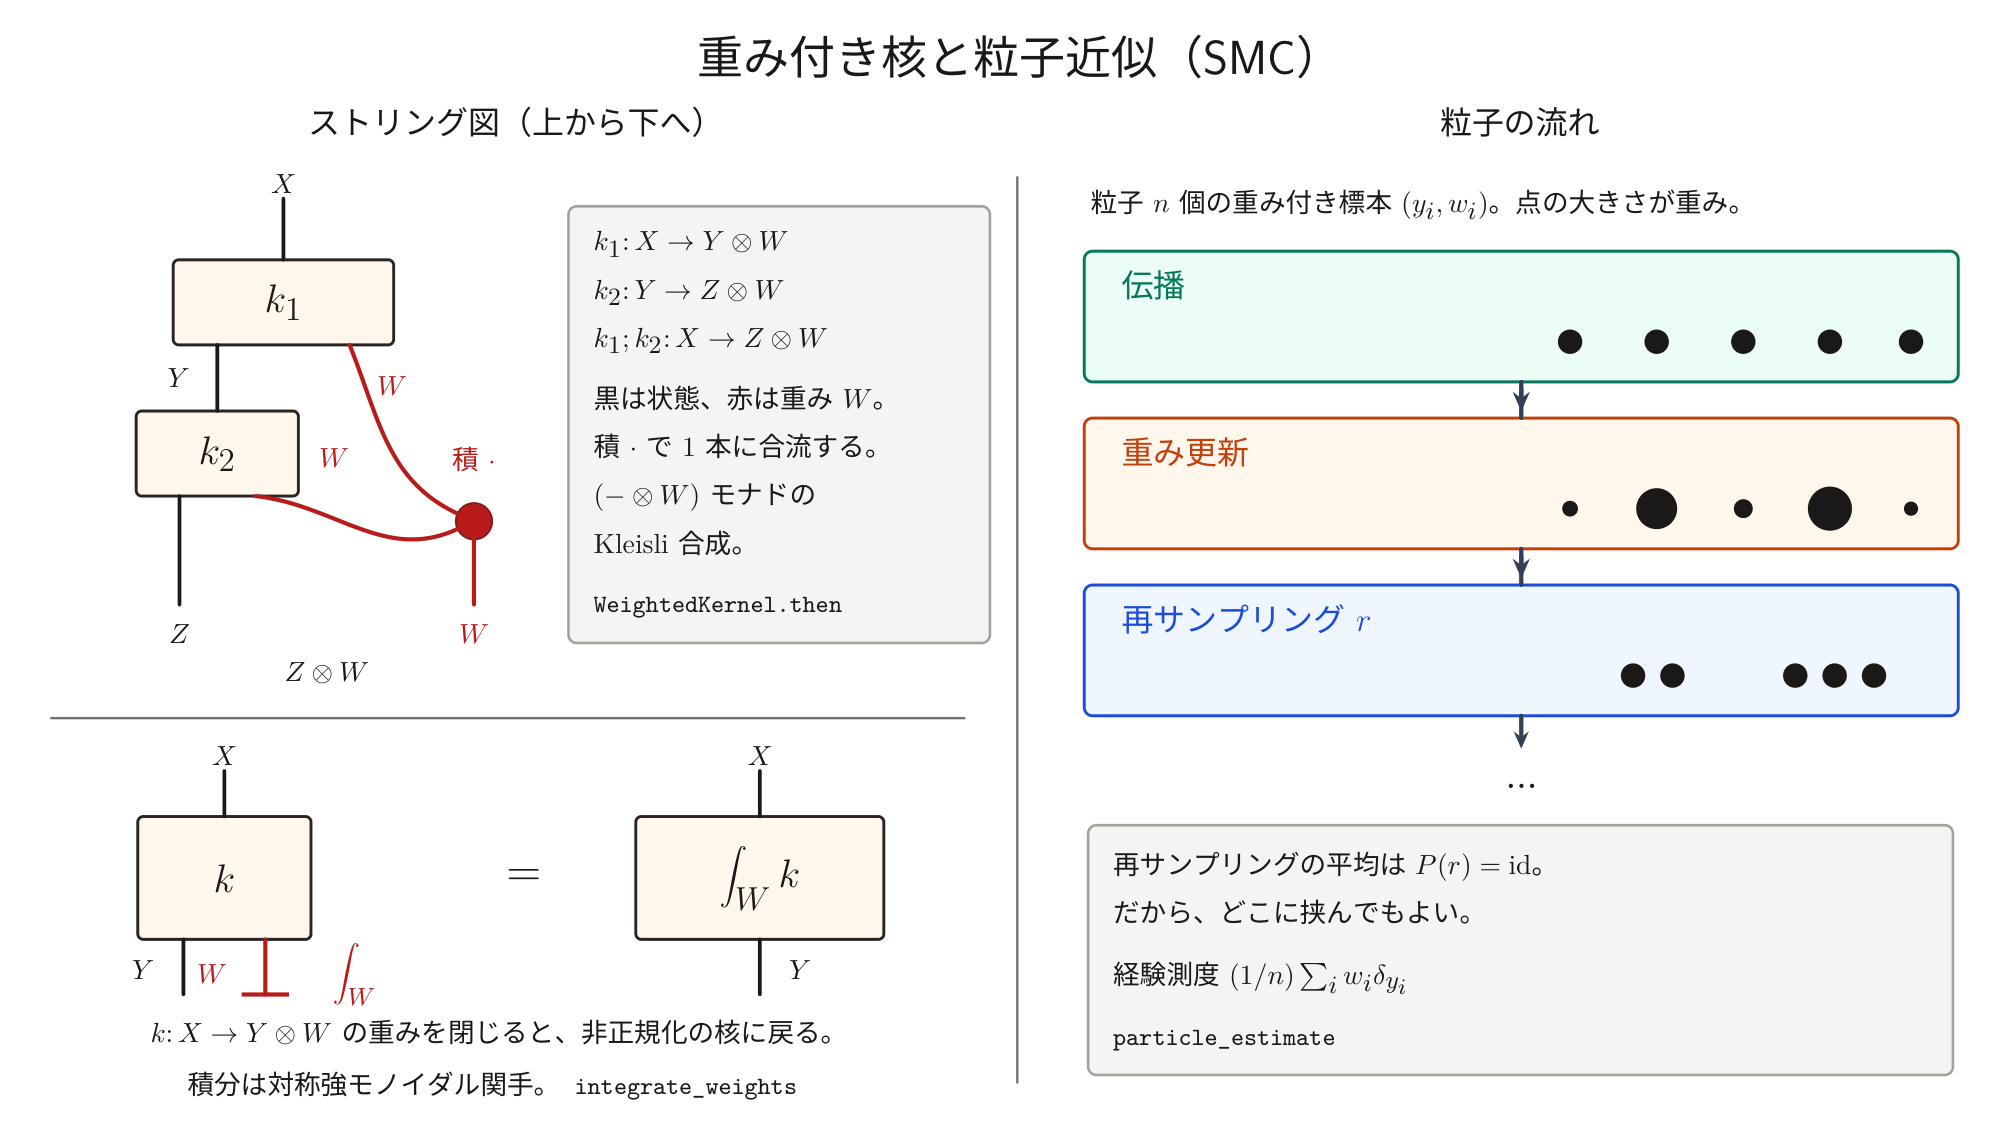 重み付き核と粒子近似（SMC）
ストリング図（上から下へ）
X
k₁
Y
W
k₂
W
積 ·
Z
W
Z ⊗ W
k₁: X → Y ⊗ W
k₂: Y → Z ⊗ W
k₁; k₂: X → Z ⊗ W
黒は状態、赤は重み W。
積 · で 1 本に合流する。
(− ⊗ W) モナドの
Kleisli 合成。
WeightedKernel.then
X
k
Y
W
∫_W
=
X
∫_W k
Y
k: X → Y ⊗ W の重みを閉じると、非正規化の核に戻る。
積分は対称強モノイダル関手。 integrate_weights
粒子の流れ
粒子 n 個の重み付き標本 (yᵢ, wᵢ)。点の大きさが重み。
伝播
重み更新
再サンプリング r
...
再サンプリングの平均は P(r) = id。
だから、どこに挟んでもよい。
経験測度 (1/n) ∑ᵢ wᵢδ_{yᵢ}
particle_estimate